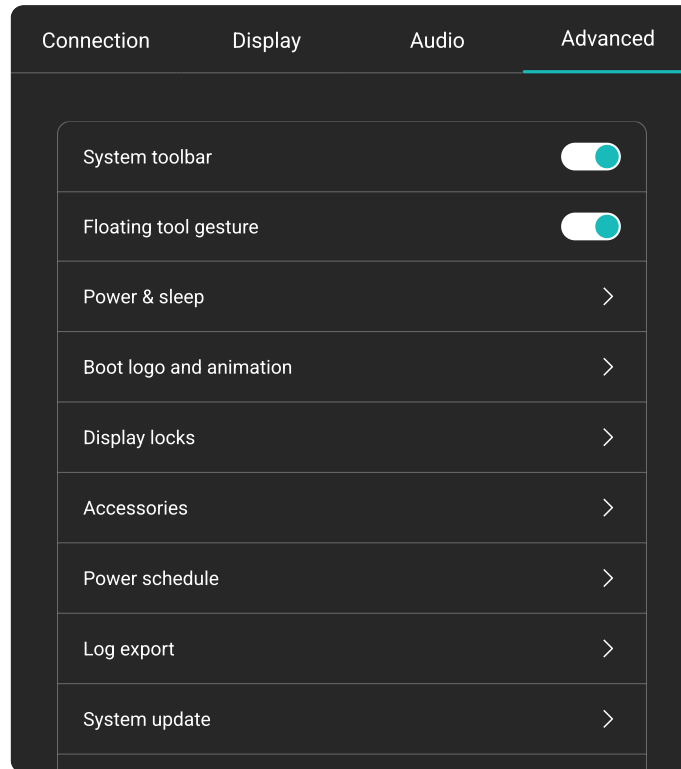 Connection Display Audio Advanced
System toolbar
Floating tool gesture
Power & sleep
Boot logo and animation
Display locks
Accessories
Power schedule
Log export
System update